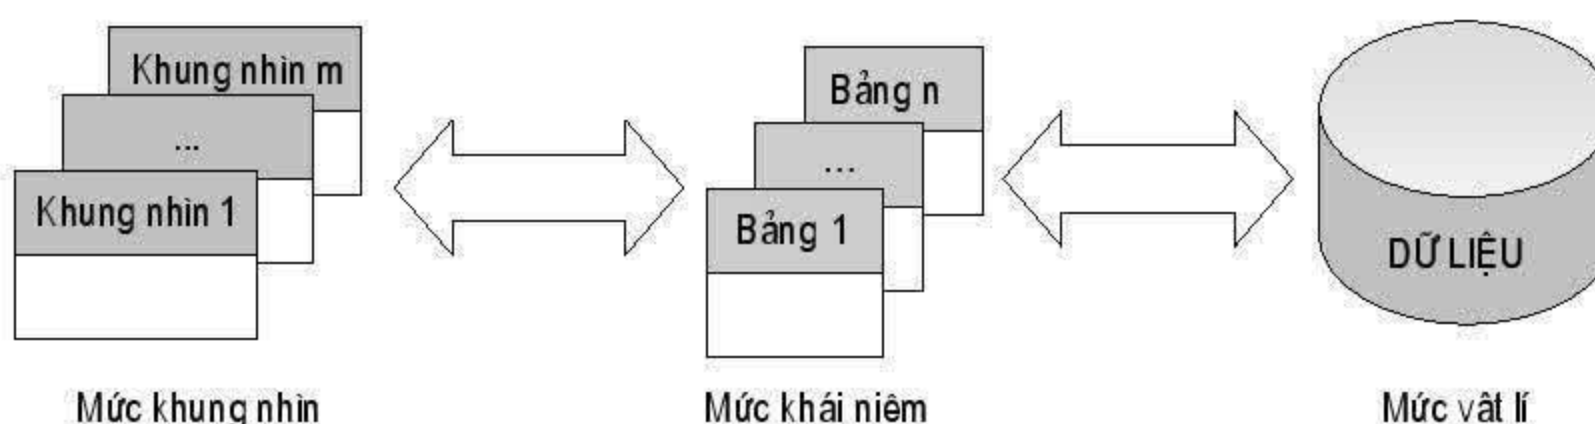 Khung nhìn m
...
Khung nhìn 1
Bảng n
...
Bảng 1
DỮ LIỆU
Mức khung nhìn
Mức khái niệm
Mức vật lí